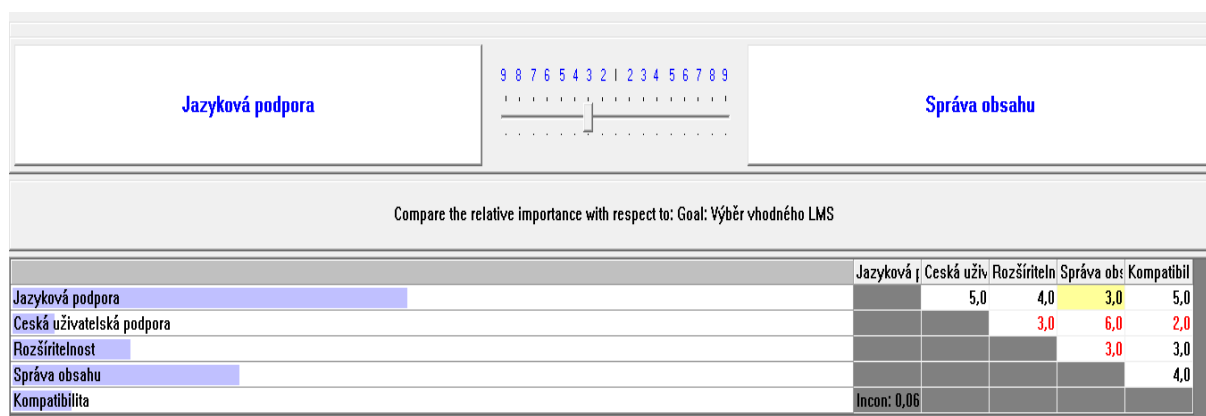 9 8 7 6 5 4 3 2 | 2 3 4 5 6 7 8 9
Jazyková podpora
Správa obsahu
Compare the relative importance with respect to: Goal: Výběr vhodného LMS
Jazyková p Česká uživ Rozšíriteln Správa obs Kompatibil
Jazyková podpora 5,0 4,0 3,0 5,0
Česká uživatelská podpora 3,0 6,0 2,0
Rozšíritelnost 3,0 3,0
Správa obsahu 4,0
Kompatibilita Incon: 0,06